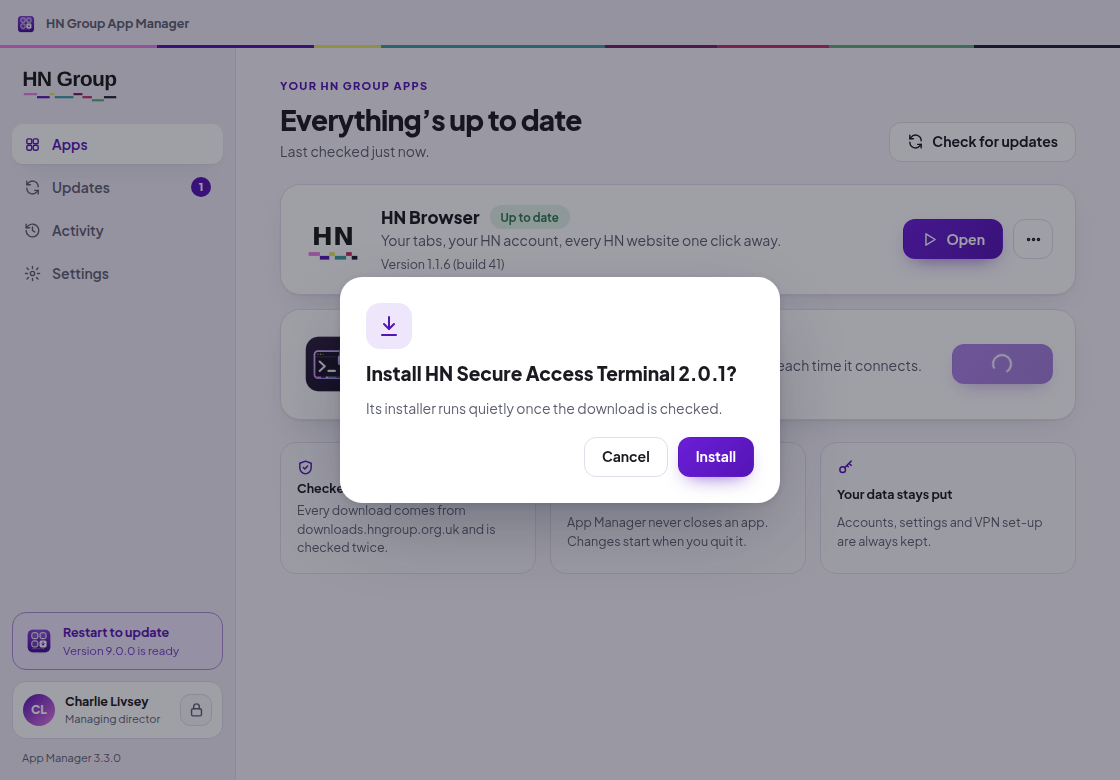 HN Group App Manager
HN Group
Apps
Updates
1
Activity
Settings
YOUR HN GROUP APPS
Everything's up to date
Last checked just now.
Check for updates
HN
HN Browser
Up to date
Your tabs, your HN account, every HN website one click away.
Version 1.1.6 (build 41)
Open
each time it connects.
Install HN Secure Access Terminal 2.0.1?
Its installer runs quietly once the download is checked.
Cancel
Install
Every download comes from
downloads.hngroup.org.uk and is
checked twice.
App Manager never closes an app.
Changes start when you quit it.
Your data stays put
Accounts, settings and VPN set-up
are always kept.
Restart to update
Version 9.0.0 is ready
CL
Charlie Livsey
Managing director
App Manager 3.3.0